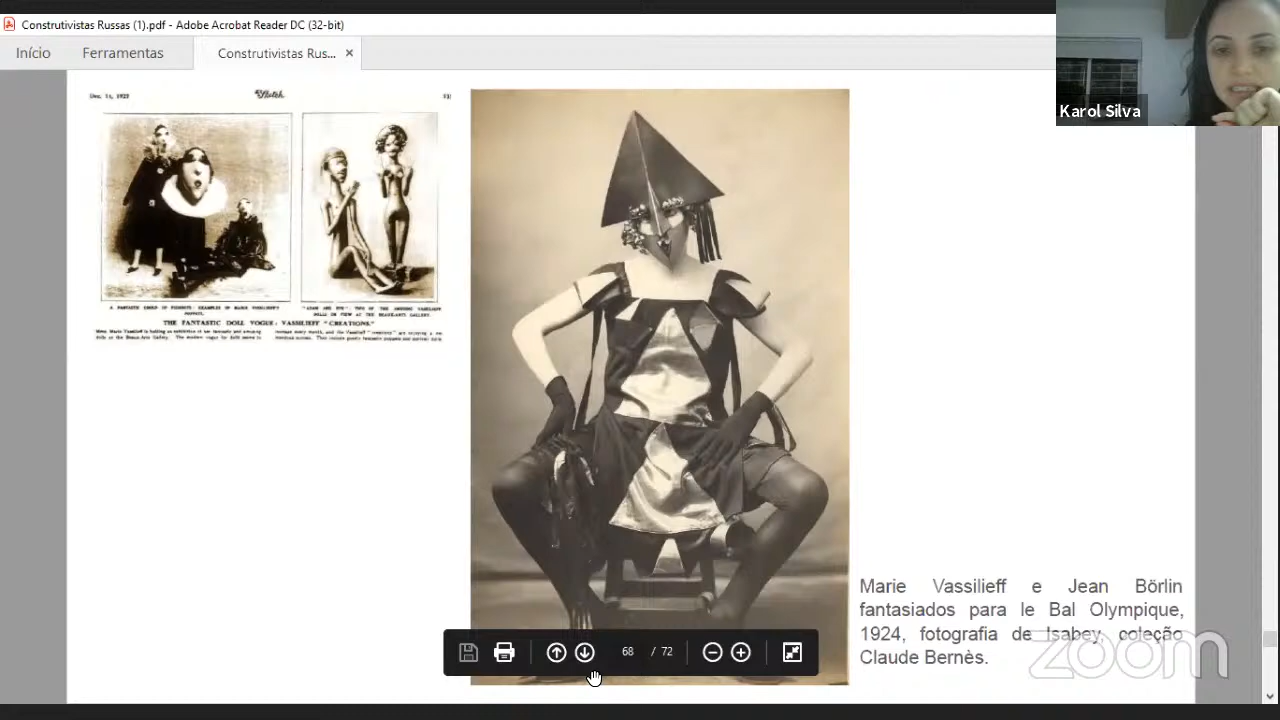 Construtivistas Russas (1).pdf - Adobe Acrobat Reader DC (32-bit)
Início Ferramentas Construtivistas Rus... ×
Karol Silva
THE FANTASTIC DOLL VOGUE: VASSILIEFF "CREATIONS."
Marie Vassilieff e Jean Börlin
fantasiados para le Bal Olympique,
1924, fotografia de Isabey, coleção
Claude Bernès.
68 / 72
zoom